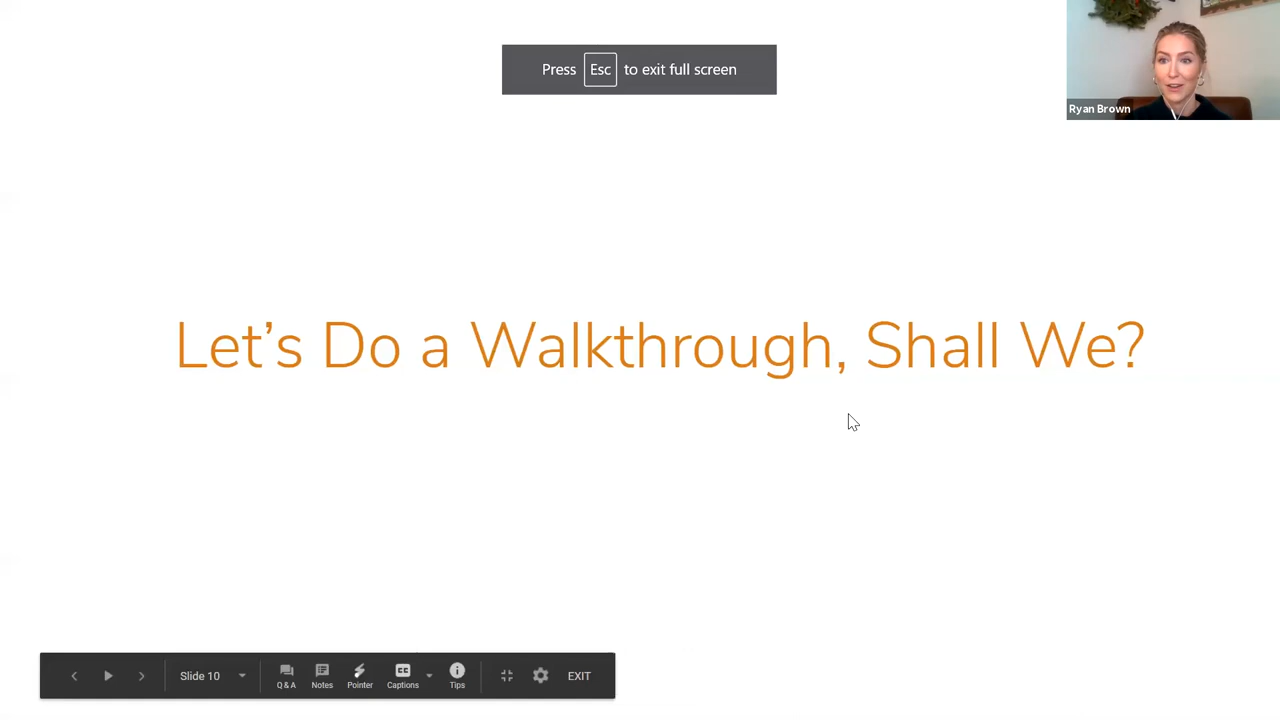 Press Esc to exit full screen
Ryan Brown
Let's Do a Walkthrough, Shall We?
Slide 10
Q & A
Notes
Pointer
CC
Captions
Tips
EXIT